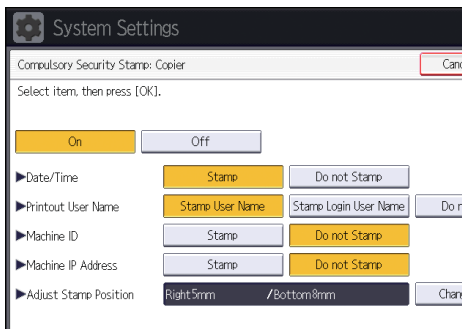 System Settings
Compulsory Security Stamp: Copier
Select item, then press [OK].
On Off
▶Date/Time Stamp Do not Stamp
▶Printout User Name Stamp User Name Stamp Login User Name Do
▶Machine ID Stamp Do not Stamp
▶Machine IP Address Stamp Do not Stamp
▶Adjust Stamp Position Right5mm /Bottom8mm